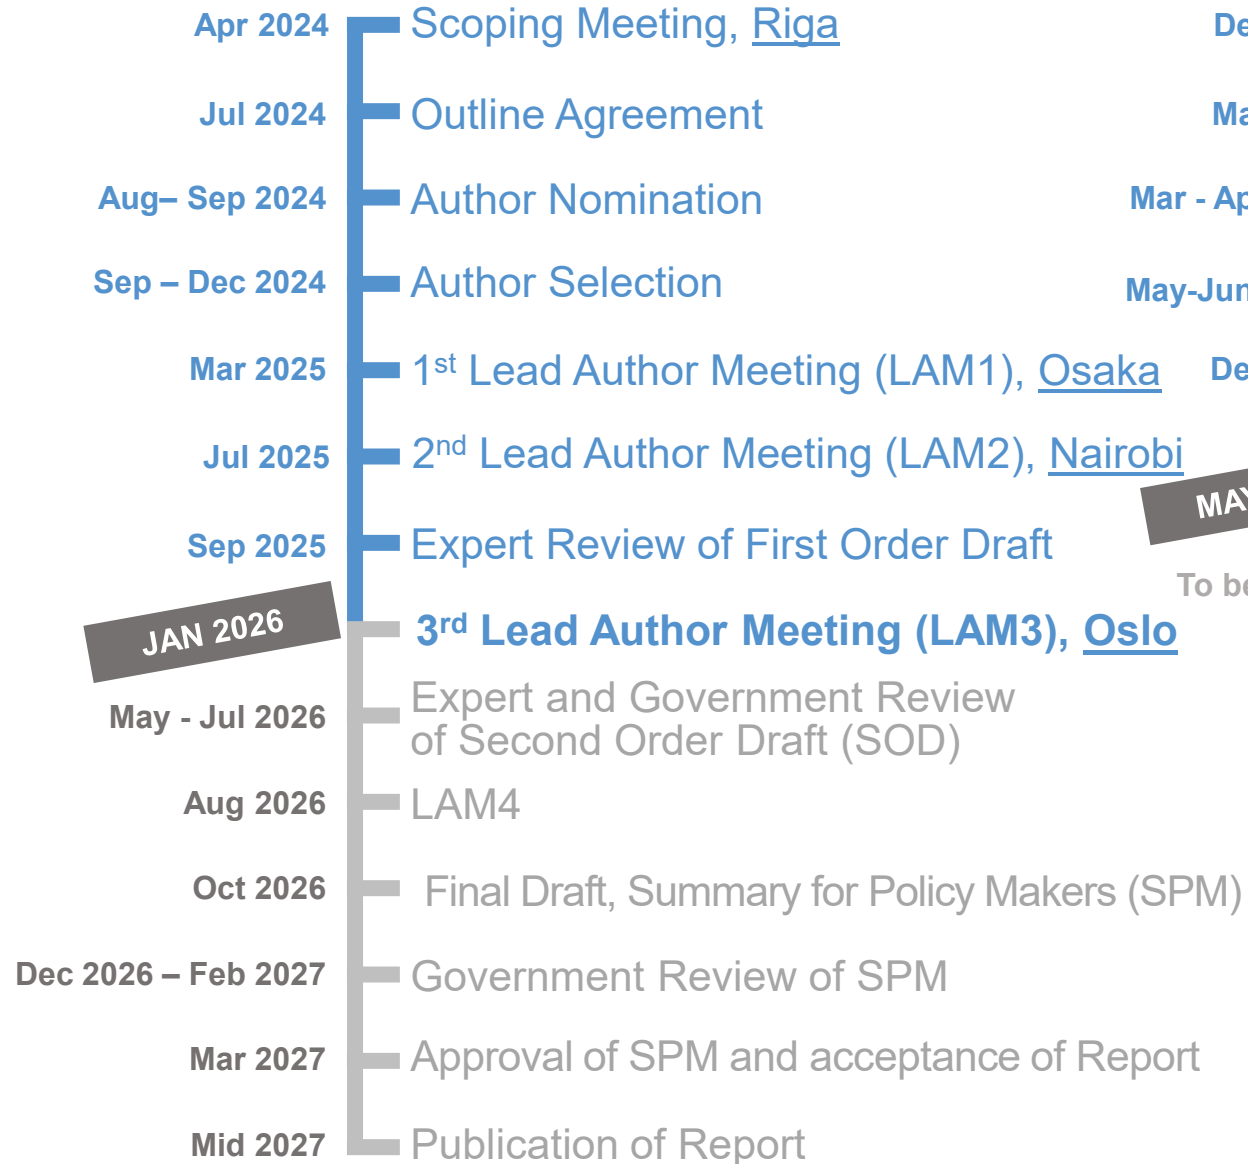 Apr 2024 Scoping Meeting, Riga
Jul 2024 Outline Agreement
Aug– Sep 2024 Author Nomination
Sep – Dec 2024 Author Selection
Mar 2025 1st Lead Author Meeting (LAM1), Osaka
Jul 2025 2nd Lead Author Meeting (LAM2), Nairobi
Sep 2025 Expert Review of First Order Draft
JAN 2026 3rd Lead Author Meeting (LAM3), Oslo
May - Jul 2026 Expert and Government Review
of Second Order Draft (SOD)
Aug 2026 LAM4
Oct 2026 Final Draft, Summary for Policy Makers (SPM)
Dec 2026 – Feb 2027 Government Review of SPM
Mar 2027 Approval of SPM and acceptance of Report
Mid 2027 Publication of Report
Mar -
May-Jun
To